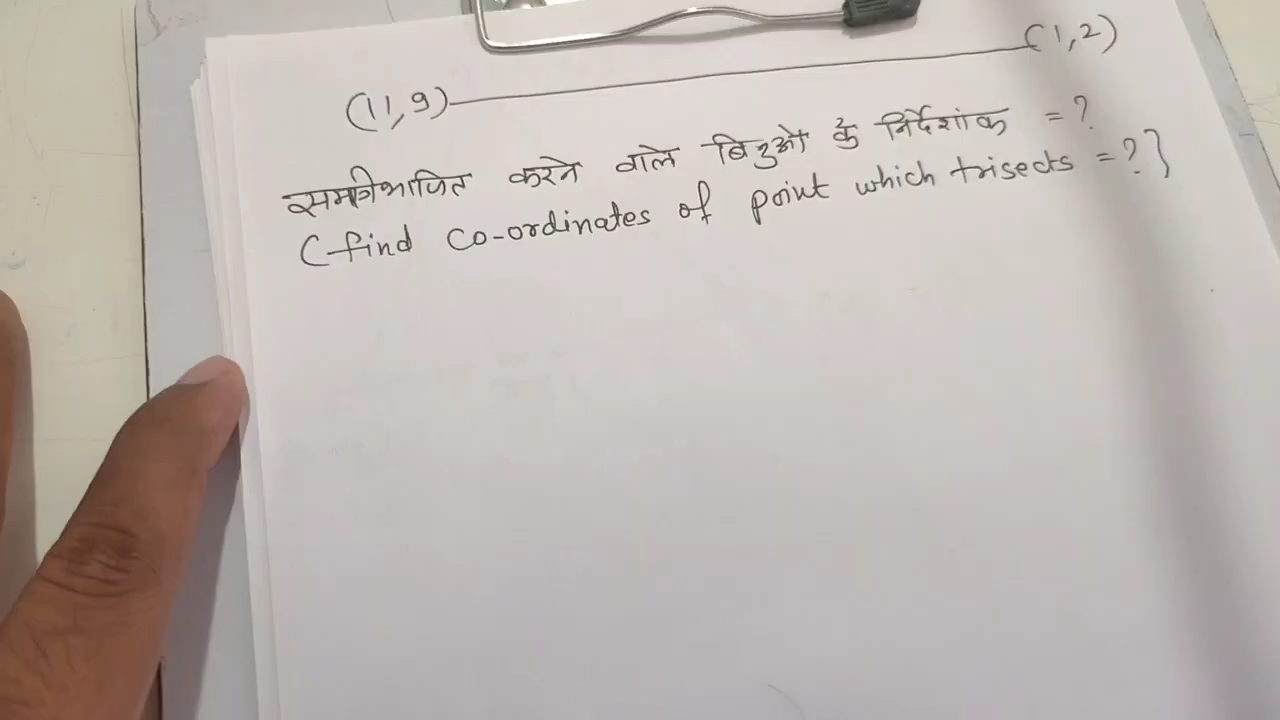 (11,9) (1,2)
समत्रिभाजित करने वाले बिदुओ के निर्देशांक = ?
(find Co-ordinates of point which trisects = ?}